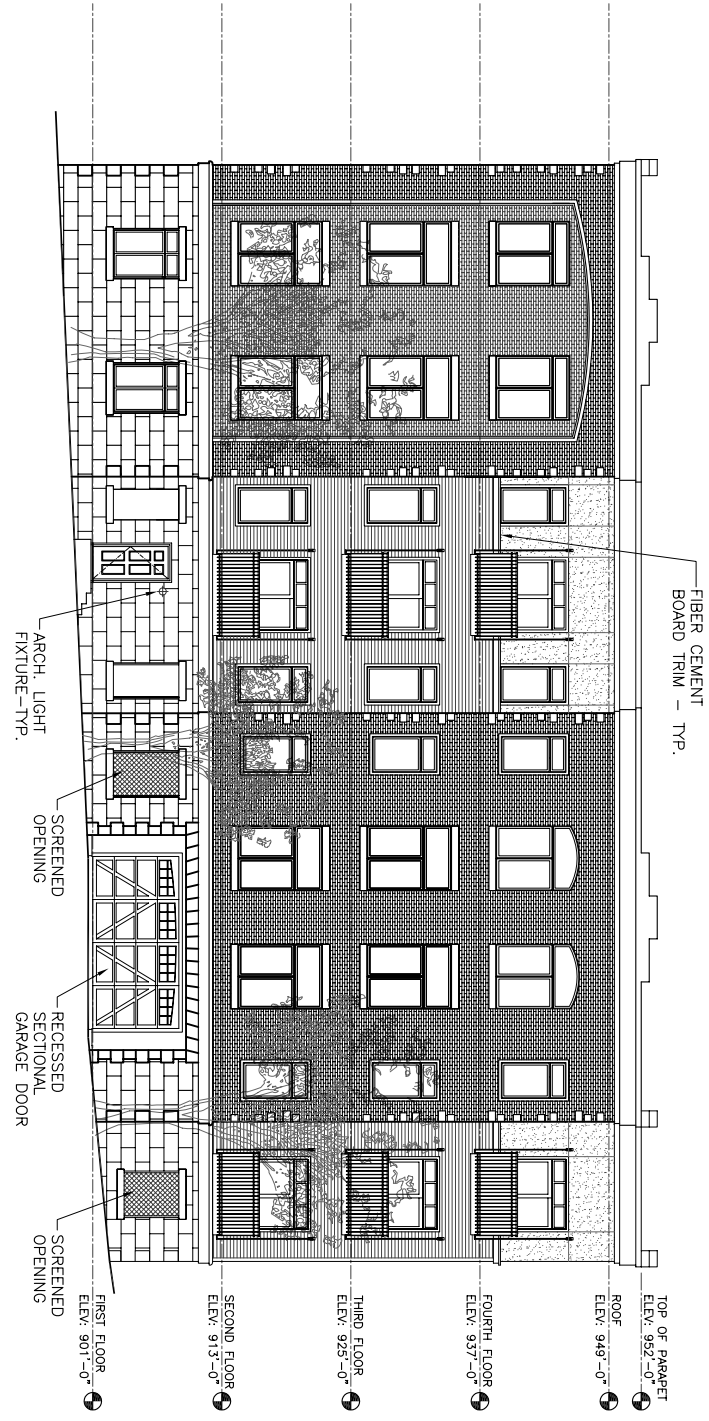 FIBER CEMENT
BOARD TRIM - TYP.
TOP OF PARAPET
ELEV: 952'-0"
ROOF
ELEV: 949'-0"
FOURTH FLOOR
ELEV: 937'-0"
THIRD FLOOR
ELEV: 925'-0"
SECOND FLOOR
ELEV: 913'-0"
FIRST FLOOR
ELEV: 901'-0"
ARCH. LIGHT
FIXTURE-TYP.
SCREENED
OPENING
RECESSED
SECTIONAL
GARAGE DOOR
SCREENED
OPENING